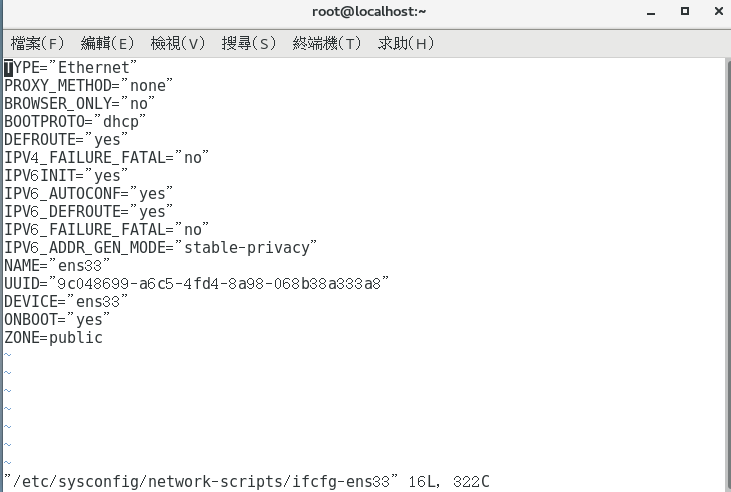 root@localhost:~
檔案(F) 編輯(E) 檢視(V) 搜尋(S) 終端機(T) 求助(H)
TYPE="Ethernet"
PROXY_METHOD="none"
BROWSER_ONLY="no"
BOOTPROTO="dhcp"
DEFROUTE="yes"
IPV4_FAILURE_FATAL="no"
IPV6INIT="yes"
IPV6_AUTOCONF="yes"
IPV6_DEFROUTE="yes"
IPV6_FAILURE_FATAL="no"
IPV6_ADDR_GEN_MODE="stable-privacy"
NAME="ens33"
UUID="9c048699-a6c5-4fd4-8a98-068b38a333a8"
DEVICE="ens33"
ONBOOT="yes"
ZONE=public
~
~
~
~
~
~
~
"/etc/sysconfig/network-scripts/ifcfg-ens33" 16L, 322C